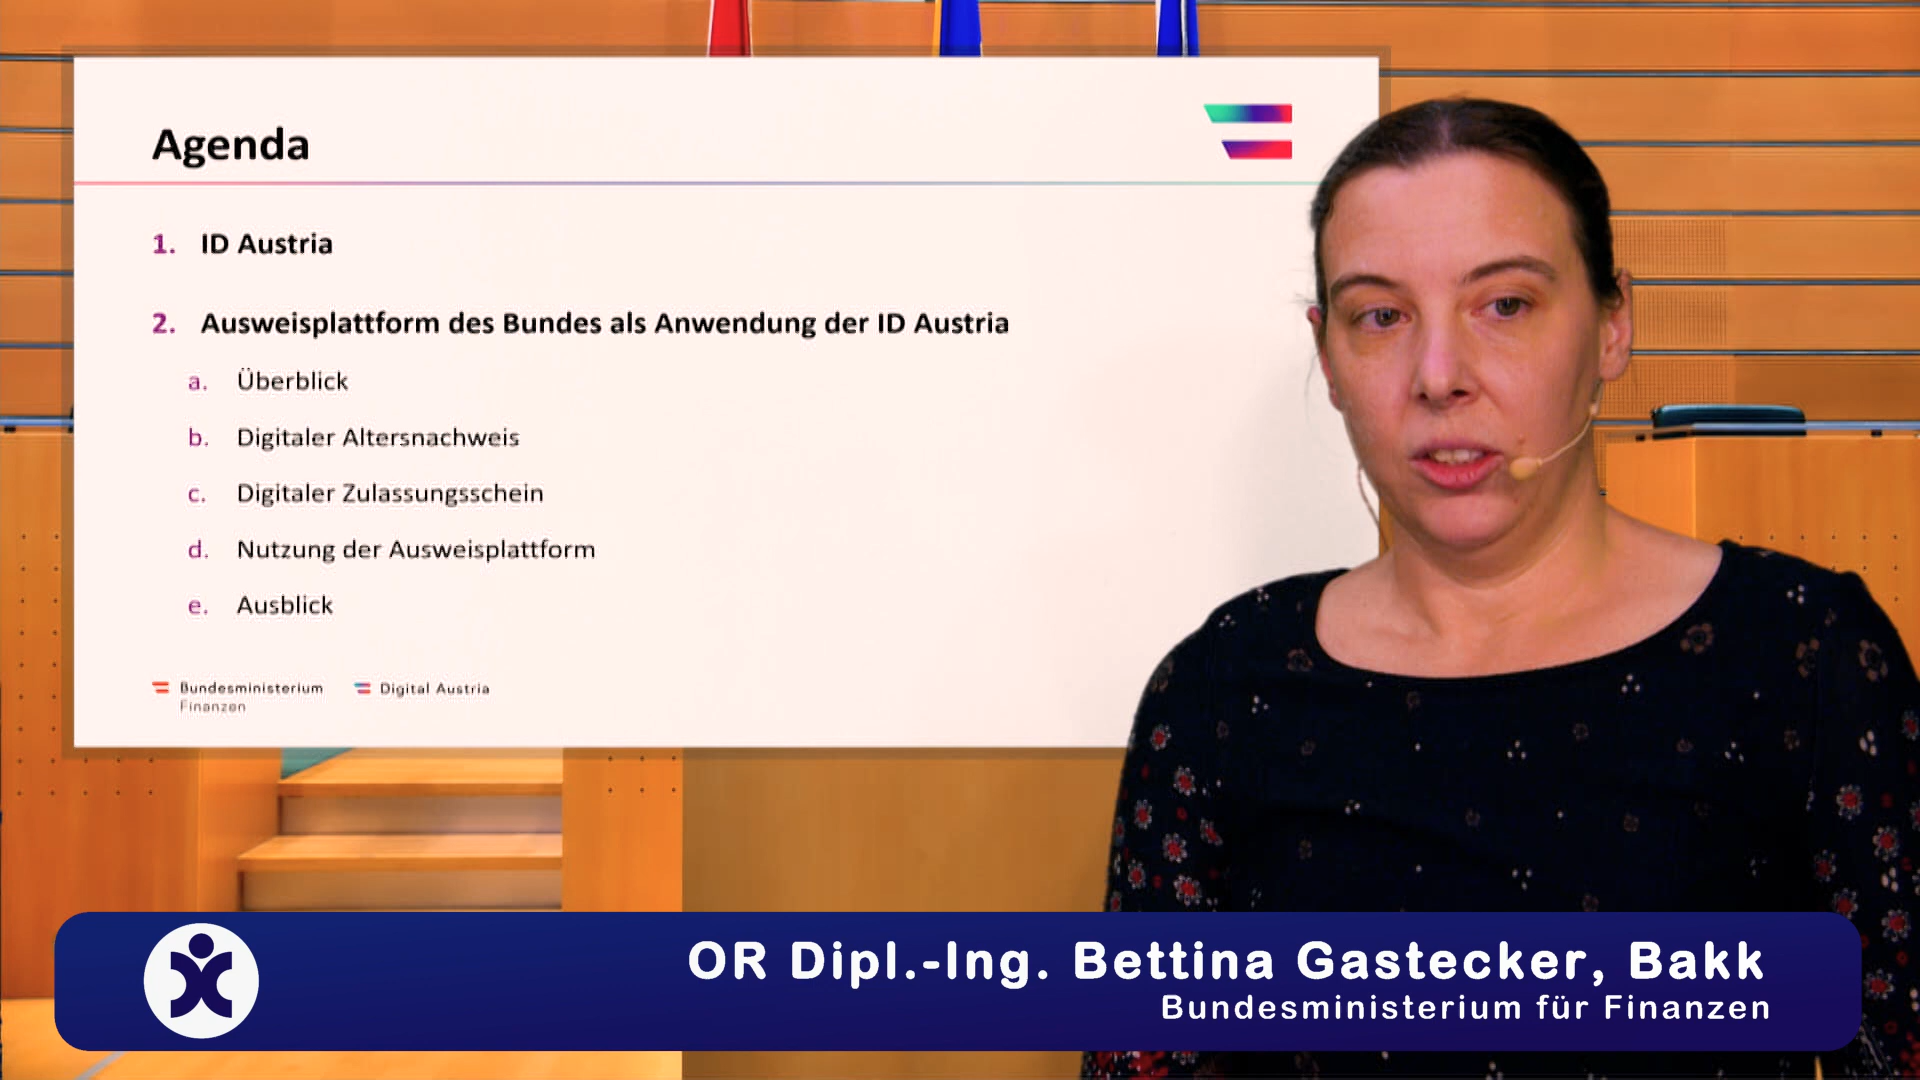 Agenda
1. ID Austria
2. Ausweisplattform des Bundes als Anwendung der ID Austria
a. Überblick
b. Digitaler Altersnachweis
c. Digitaler Zulassungsschein
d. Nutzung der Ausweisplattform
e. Ausblick
Bundesministerium
Finanzen
Digital Austria
OR Dipl.-Ing. Bettina Gastecker, Bakk
Bundesministerium für Finanzen